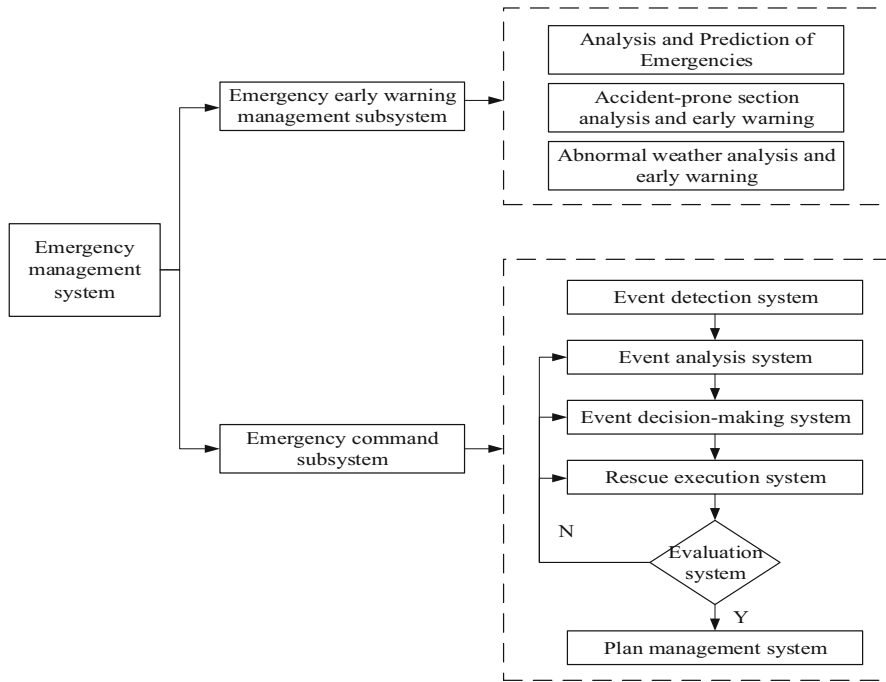 Analysis and Prediction of
Emergencies
Emergency early warning
management subsystem
Accident-prone section
analysis and early warning
Abnormal weather analysis and
early warning
Emergency
management
system
Event detection system
Event analysis system
Event decision-making system
Emergency command
subsystem
Rescue execution system
N
Evaluation
system
Y
Plan management system